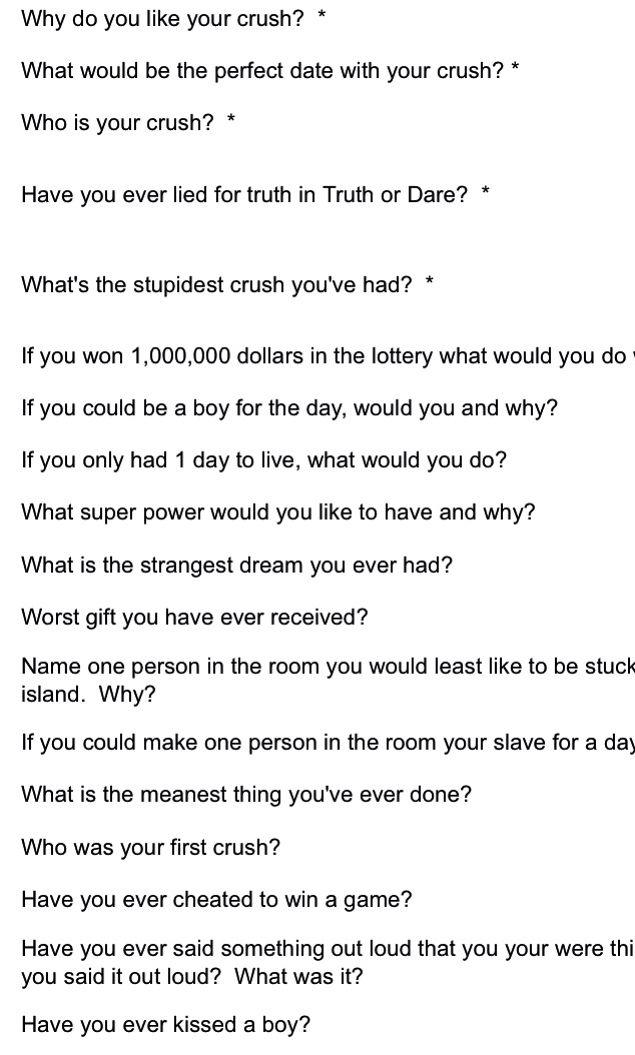 Why do you like your crush?  *
What would be the perfect date with your crush? *
Who is your crush?  *
Have you ever lied for truth in Truth or Dare?  *
What's the stupidest crush you've had?  *
If you won 1,000,000 dollars in the lottery what would you do
If you could be a boy for the day, would you and why?
If you only had 1 day to live, what would you do?
What super power would you like to have and why?
What is the strangest dream you ever had?
Worst gift you have ever received?
Name one person in the room you would least like to be stuck
island.  Why?
If you could make one person in the room your slave for a day
What is the meanest thing you've ever done?
Who was your first crush?
Have you ever cheated to win a game?
Have you ever said something out loud that you your were thi
you said it out loud?  What was it?
Have you ever kissed a boy?